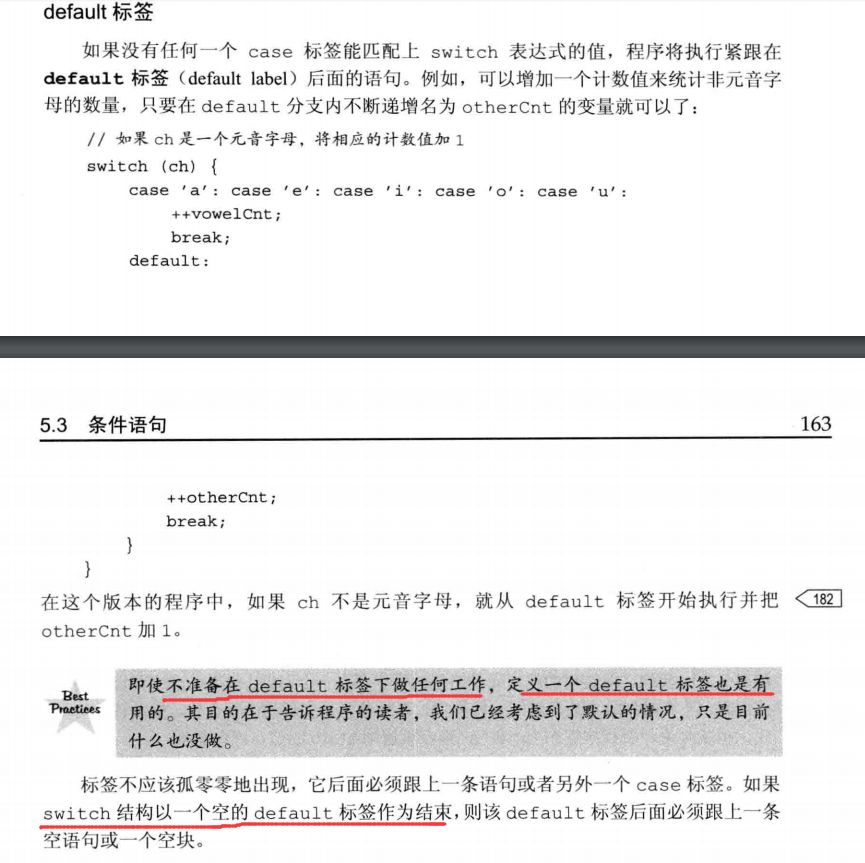 default 标签
如果没有任何一个 case 标签能匹配上 switch 表达式的值，程序将执行紧跟在
default 标签（default label）后面的语句。例如，可以增加一个计数值来统计非元音字
母的数量，只要在 default 分支内不断递增名为 otherCnt 的变量就可以了：
// 如果 ch 是一个元音字母，将相应的计数值加 1
switch (ch) {
case 'a': case 'e': case 'i': case 'o': case 'u':
++vowelCnt;
break;
default:
5.3 条件语句 163
++otherCnt;
break;
}
}
在这个版本的程序中，如果 ch 不是元音字母，就从 default 标签开始执行并把 182
otherCnt 加 1。
Best
Practices
即使不准备在 default 标签下做任何工作，定义一个 default 标签也是有
用的。其目的在于告诉程序的读者，我们已经考虑到了默认的情况，只是目前
什么也没做。
标签不应该孤零零地出现，它后面必须跟上一条语句或者另外一个 case 标签。如果
switch 结构以一个空的 default 标签作为结束，则该 default 标签后面必须跟上一条
空语句或一个空块。